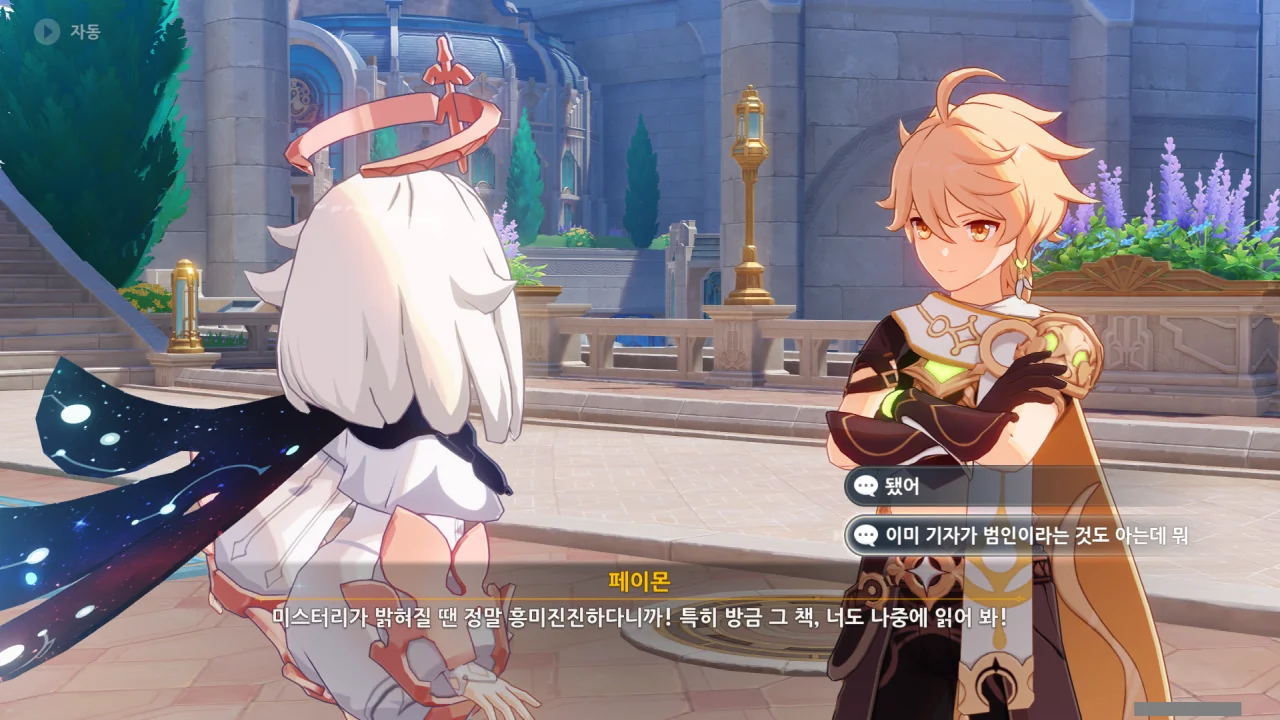 자동
됐어
이미 기자가 범인이라는 것도 아는데 뭐
페이몬
미스터리가 밝혀질 땐 정말 흥미진진하다니까! 특히 방금 그 책, 너도 나중에 읽어 봐!